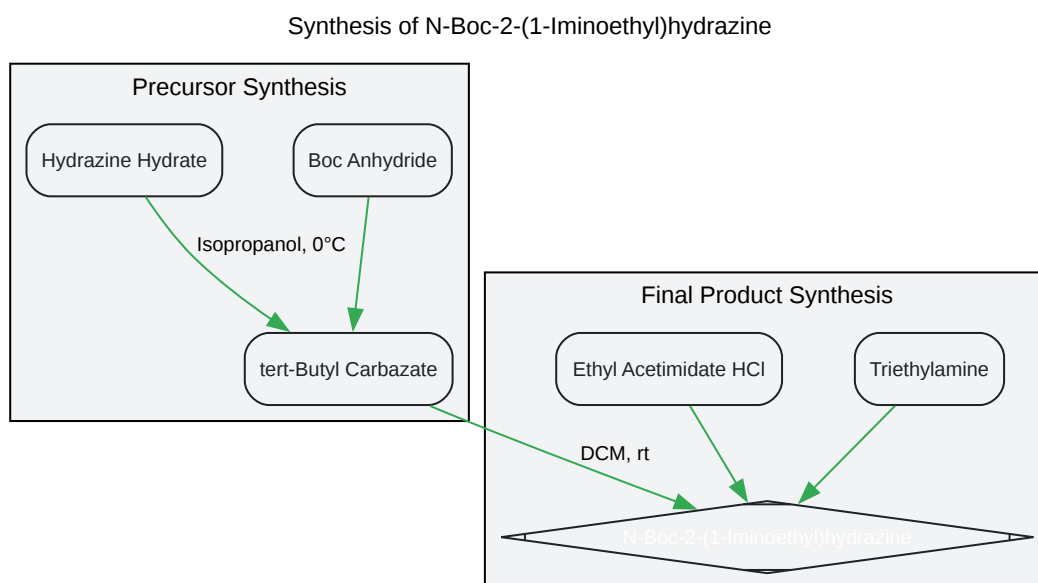 Synthesis of N-Boc-2-(1-Iminoethyl)hydrazine
Precursor Synthesis
Hydrazine Hydrate
Boc Anhydride
Isopropanol, 0°C
tert-Butyl Carbazate
Final Product Synthesis
Ethyl Acetimidate HCl
Triethylamine
DCM, rt
N-Boc-2-(1-Iminoethyl)hydrazine